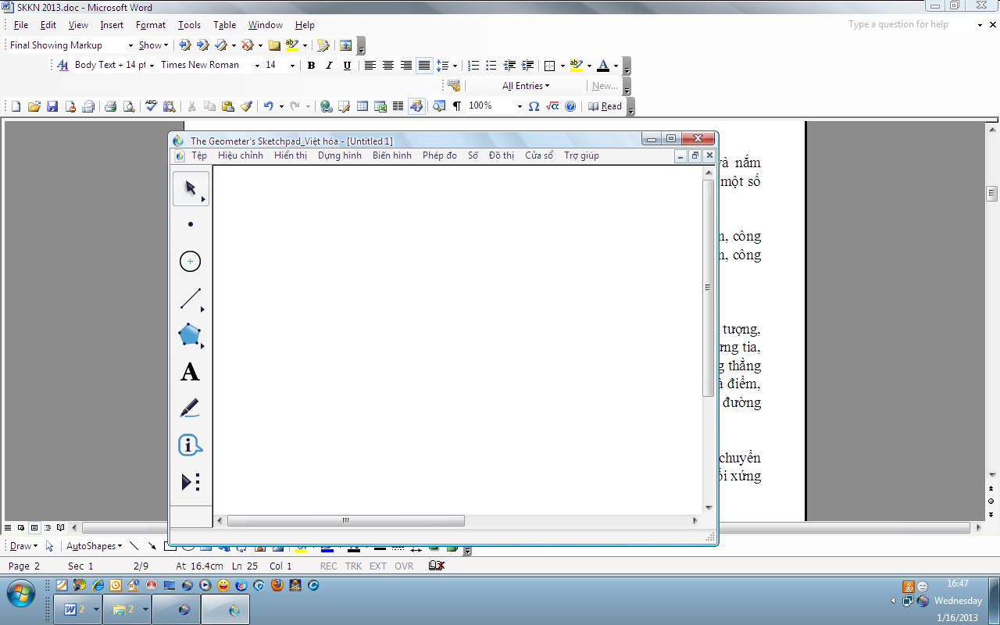 SKKN 2013.doc - Microsoft Word
File Edit View Insert Format Tools Table Window Help
Type a question for help
Final Showing Markup Show
Body Text + 14 pt Times New Roman 14 B I U
All Entries New...
100% Read
The Geometer's Sketchpad_Việt hóa - [Untitled 1]
Tệp Hiệu chỉnh Hiển thị Dựng hình Biến hình Phép đo Số Đồ thị Cửa sổ Trợ giúp
A
và nắm
một số
công
công
tượng,
tia,
thẳng
điểm,
đường
chuyển
xứng
Draw AutoShapes
Page 2 Sec 1 2/9 At 16.4cm Ln 25 Col 1 REC TRK EXT OVR
2 2
16:47
Wednesday
1/16/2013